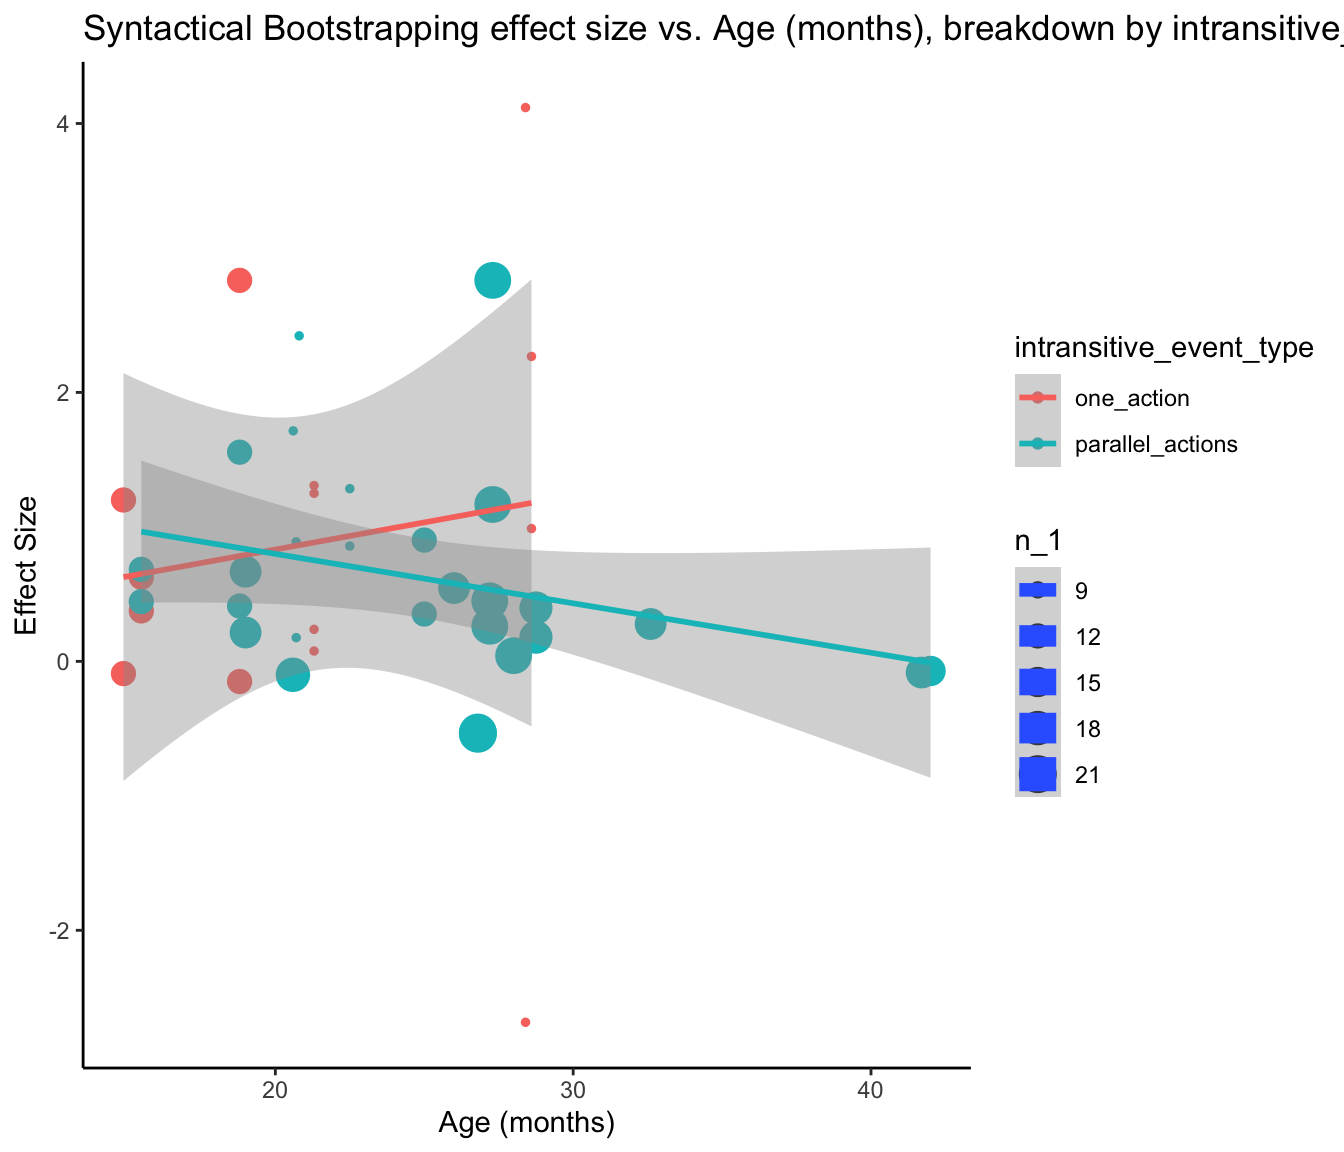 Syntactical Bootstrapping effect size vs. Age (months), breakdown by intransitive_
4
2
0
-2
Effect Size
20
30
40
Age (months)
intransitive_event_type
one_action
parallel_actions
n_1
9
12
15
18
21